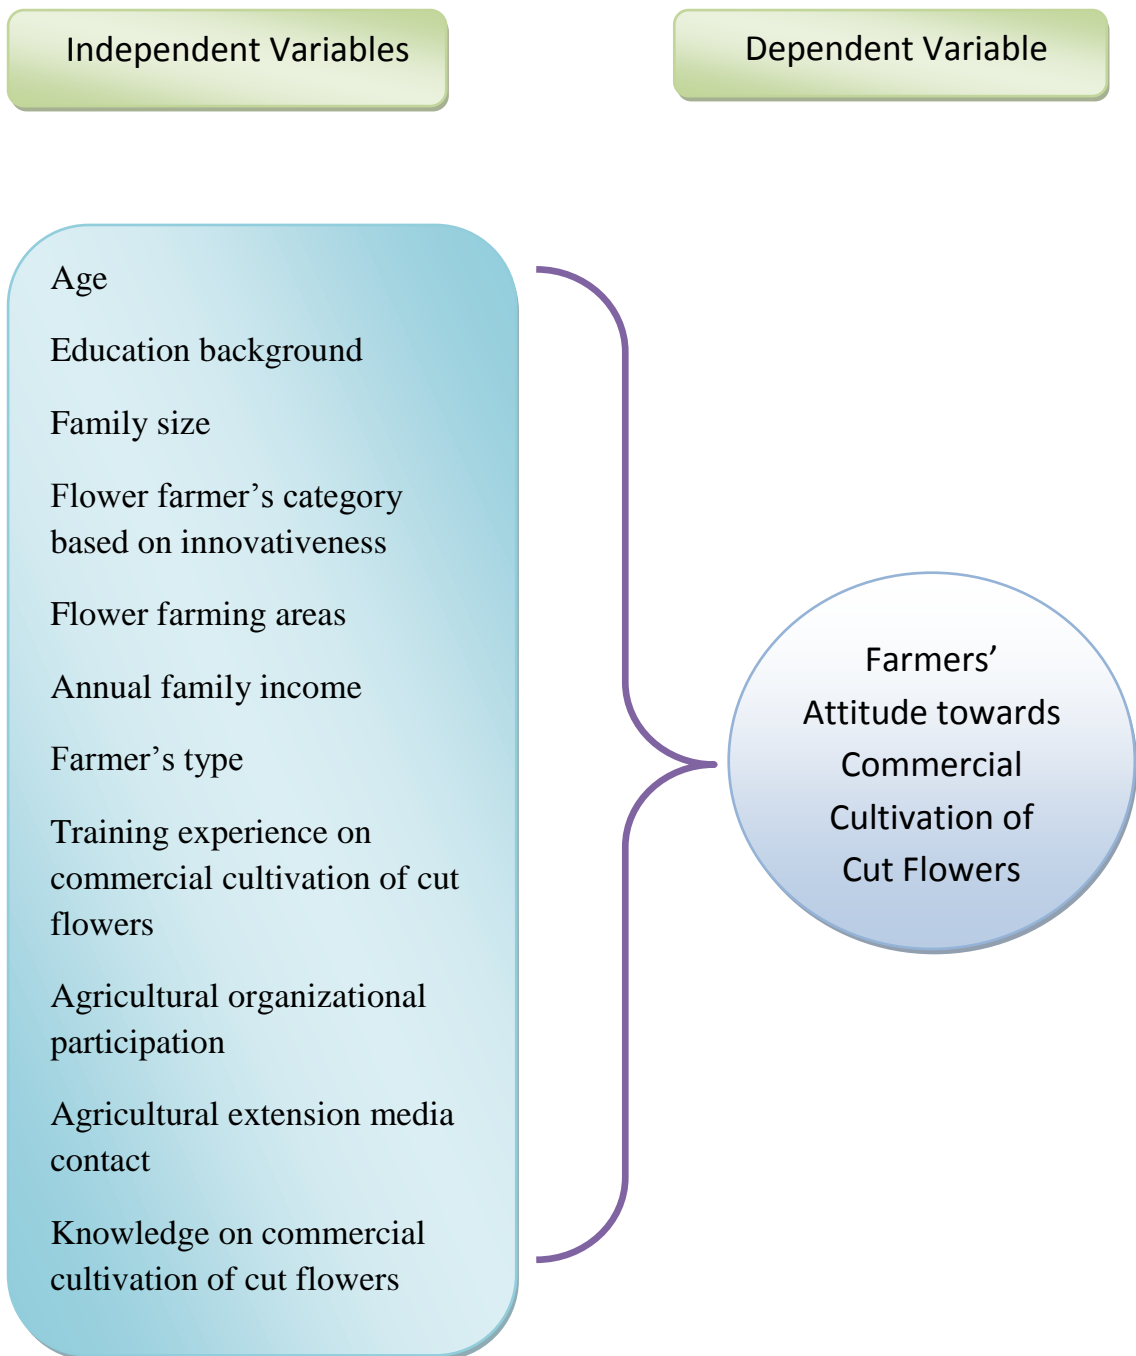 Independent Variables
Dependent Variable
Age
Education background
Family size
Flower farmer’s category
based on innovativeness
Flower farming areas
Annual family income
Farmer’s type
Training experience on
commercial cultivation of cut
flowers
Agricultural organizational
participation
Agricultural extension media
contact
Knowledge on commercial
cultivation of cut flowers
Farmers’
Attitude towards
Commercial
Cultivation of
Cut Flowers